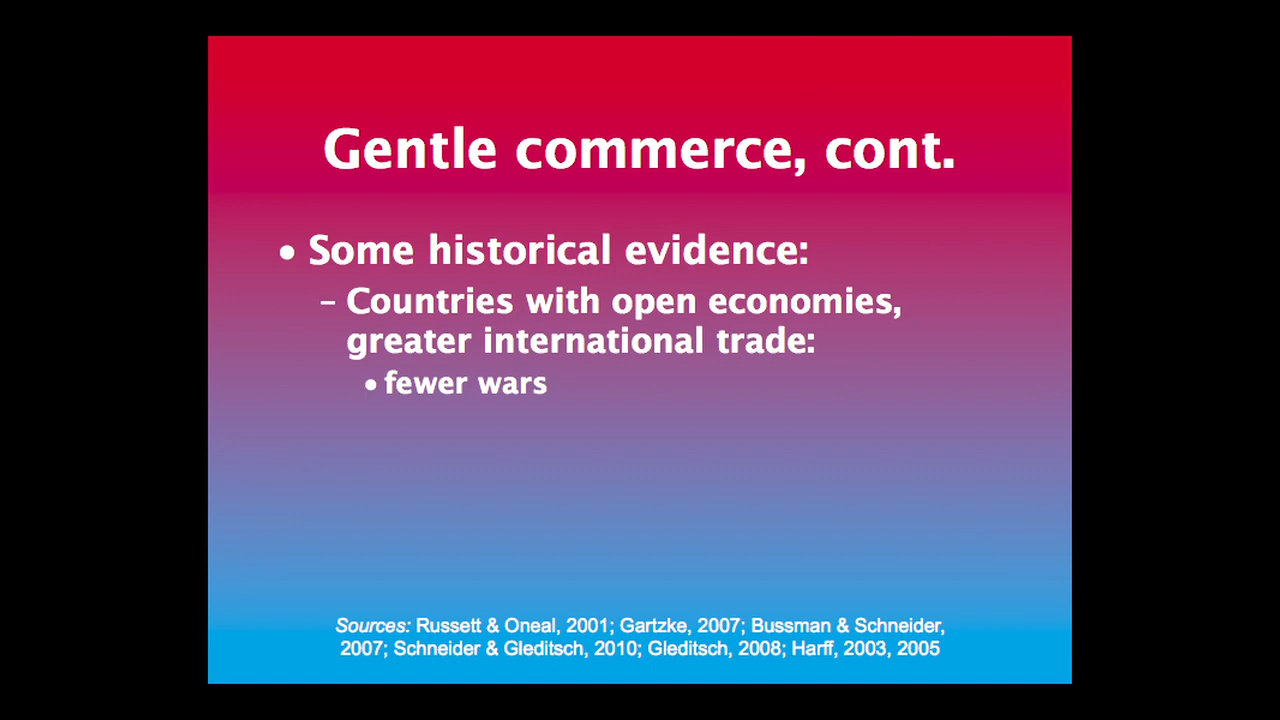 Gentle commerce, cont.
• Some historical evidence:
– Countries with open economies,
greater international trade:
• fewer wars
Sources: Russett & Oneal, 2001; Gartzke, 2007; Bussman & Schneider,
2007; Schneider & Gleditsch, 2010; Gleditsch, 2008; Harff, 2003, 2005